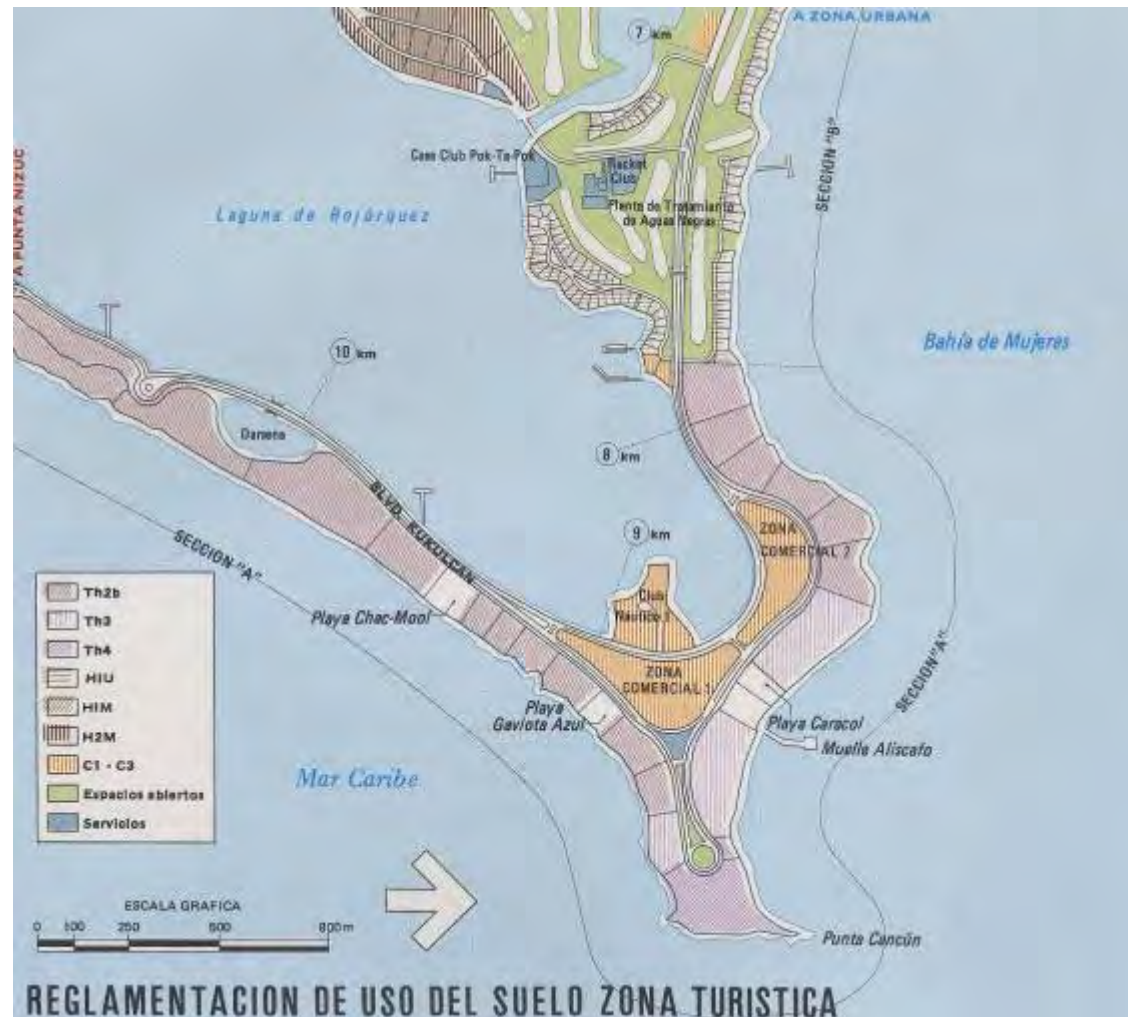 A ZONA URBANA
7 km
A PUNTA NIZUC
Casa Club Pok-Ta-Pok
Racket
Club
Planta de Tratamiento
de Aguas Negras
SECCION "B"
Laguna de Bojórquez
Bahía de Mujeres
10 km
Darsena
8 km
BLVD. KUKULCAN
SECCION "A"
ZONA
COMERCIAL 2
9 km
Club
Nautico
Playa Chac-Mool
ZONA
COMERCIAL 1
SECCION "A"
Playa
Gaviota Azul
Playa Caracol
Muelle Aliscafo
Mar Caribe
Th2b
Th3
Th4
HIU
HIM
H2M
C1 - C3
Espacios abiertos
Servicios
ESCALA GRAFICA
0 100 250 500 800m
Punta Cancún
REGLAMENTACION DE USO DEL SUELO ZONA TURISTICA